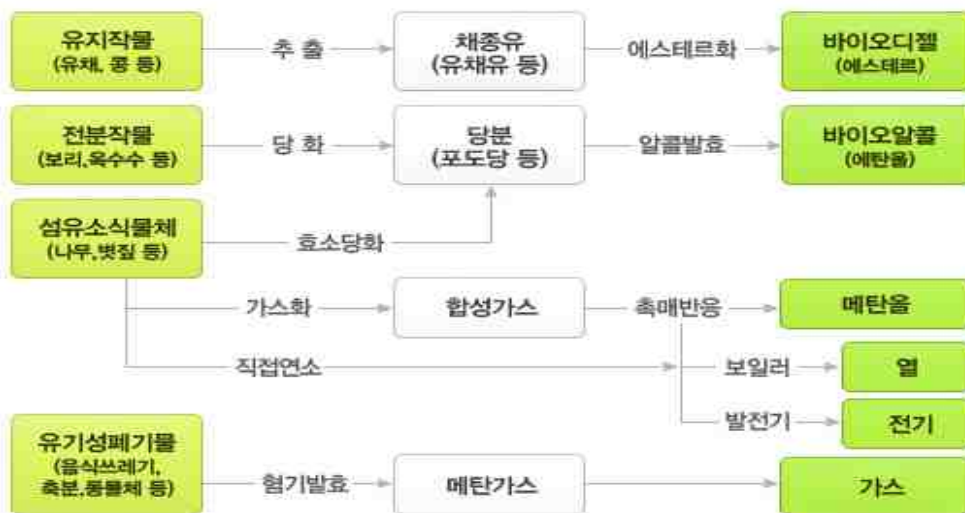 유지작물
(유채, 콩 등)
추 출
채종유
(유채유 등)
에스테르화
바이오디젤
(에스테르)
전분작물
(보리,옥수수 등)
당 화
당분
(포도당 등)
알콜발효
바이오알콜
(에탄올)
섬유소식물체
(나무,볏짚 등)
효소당화
가스화
합성가스
촉매반응
메탄올
직접연소
보일러
열
발전기
전기
유기성폐기물
(음식쓰레기,
축분,동물체 등)
혐기발효
메탄가스
가스